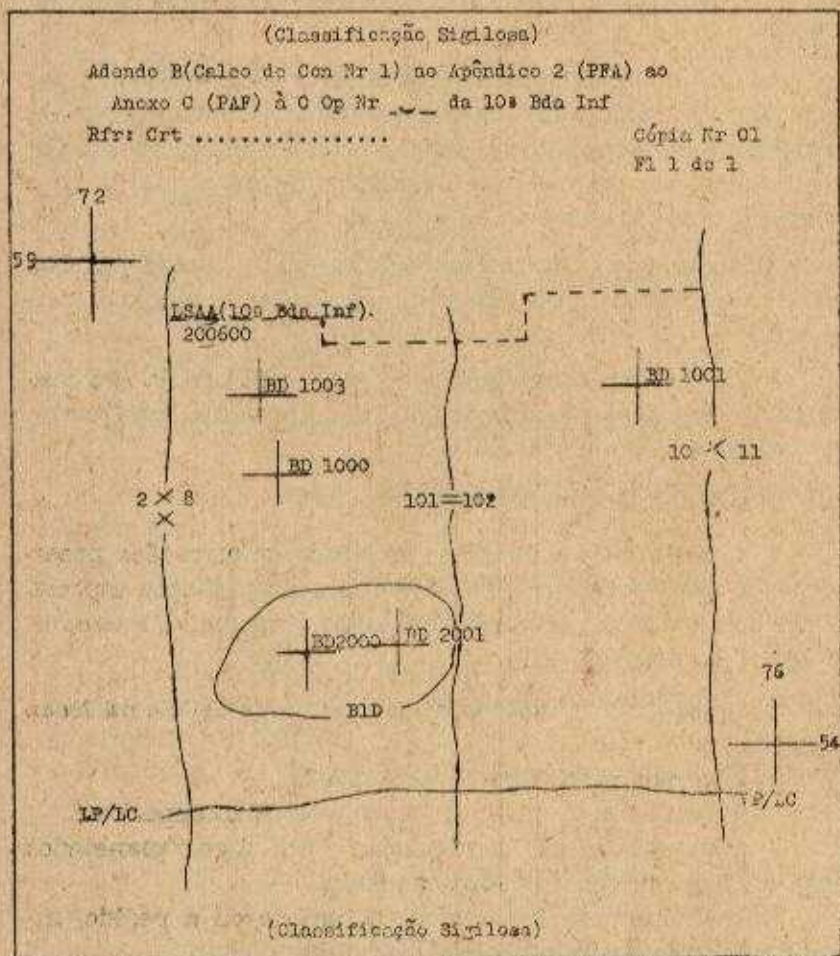 (Classificação Sigilosa)
Adendo B(Calco de Con Nr 1) ao Apêndice 2 (PFA) ao
Anexo C (PAF) à O Op Nr _ _ da 10ª Bda Inf
Rfr: Crt .................
Cópia Nr 01
Fl 1 de 1
72
59
LSAA(10ª Bda Inf).
200600
BD 1003
BD 1001
BD 1000
10 11
2 8
101 102
BD2000
BD 2001
B1D
76
54
LP/LC
LP/LC
(Classificação Sigilosa)